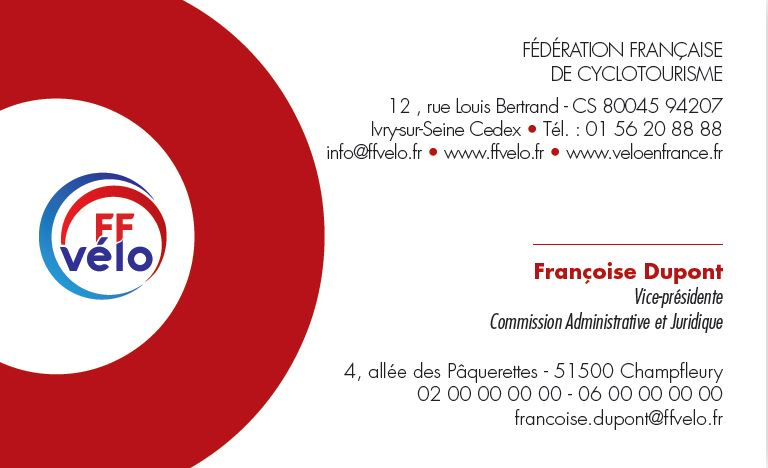 FÉDÉRATION FRANÇAISE
DE CYCLOTOURISME
12 , rue Louis Bertrand - CS 80045 94207
Ivry-sur-Seine Cedex • Tél. : 01 56 20 88 88
info@ffvelo.fr • www.ffvelo.fr • www.veloenfrance.fr
FF
vélo
Françoise Dupont
Vice-présidente
Commission Administrative et Juridique
4, allée des Pâquerettes - 51500 Champfleury
02 00 00 00 00 - 06 00 00 00 00
francoise.dupont@ffvelo.fr